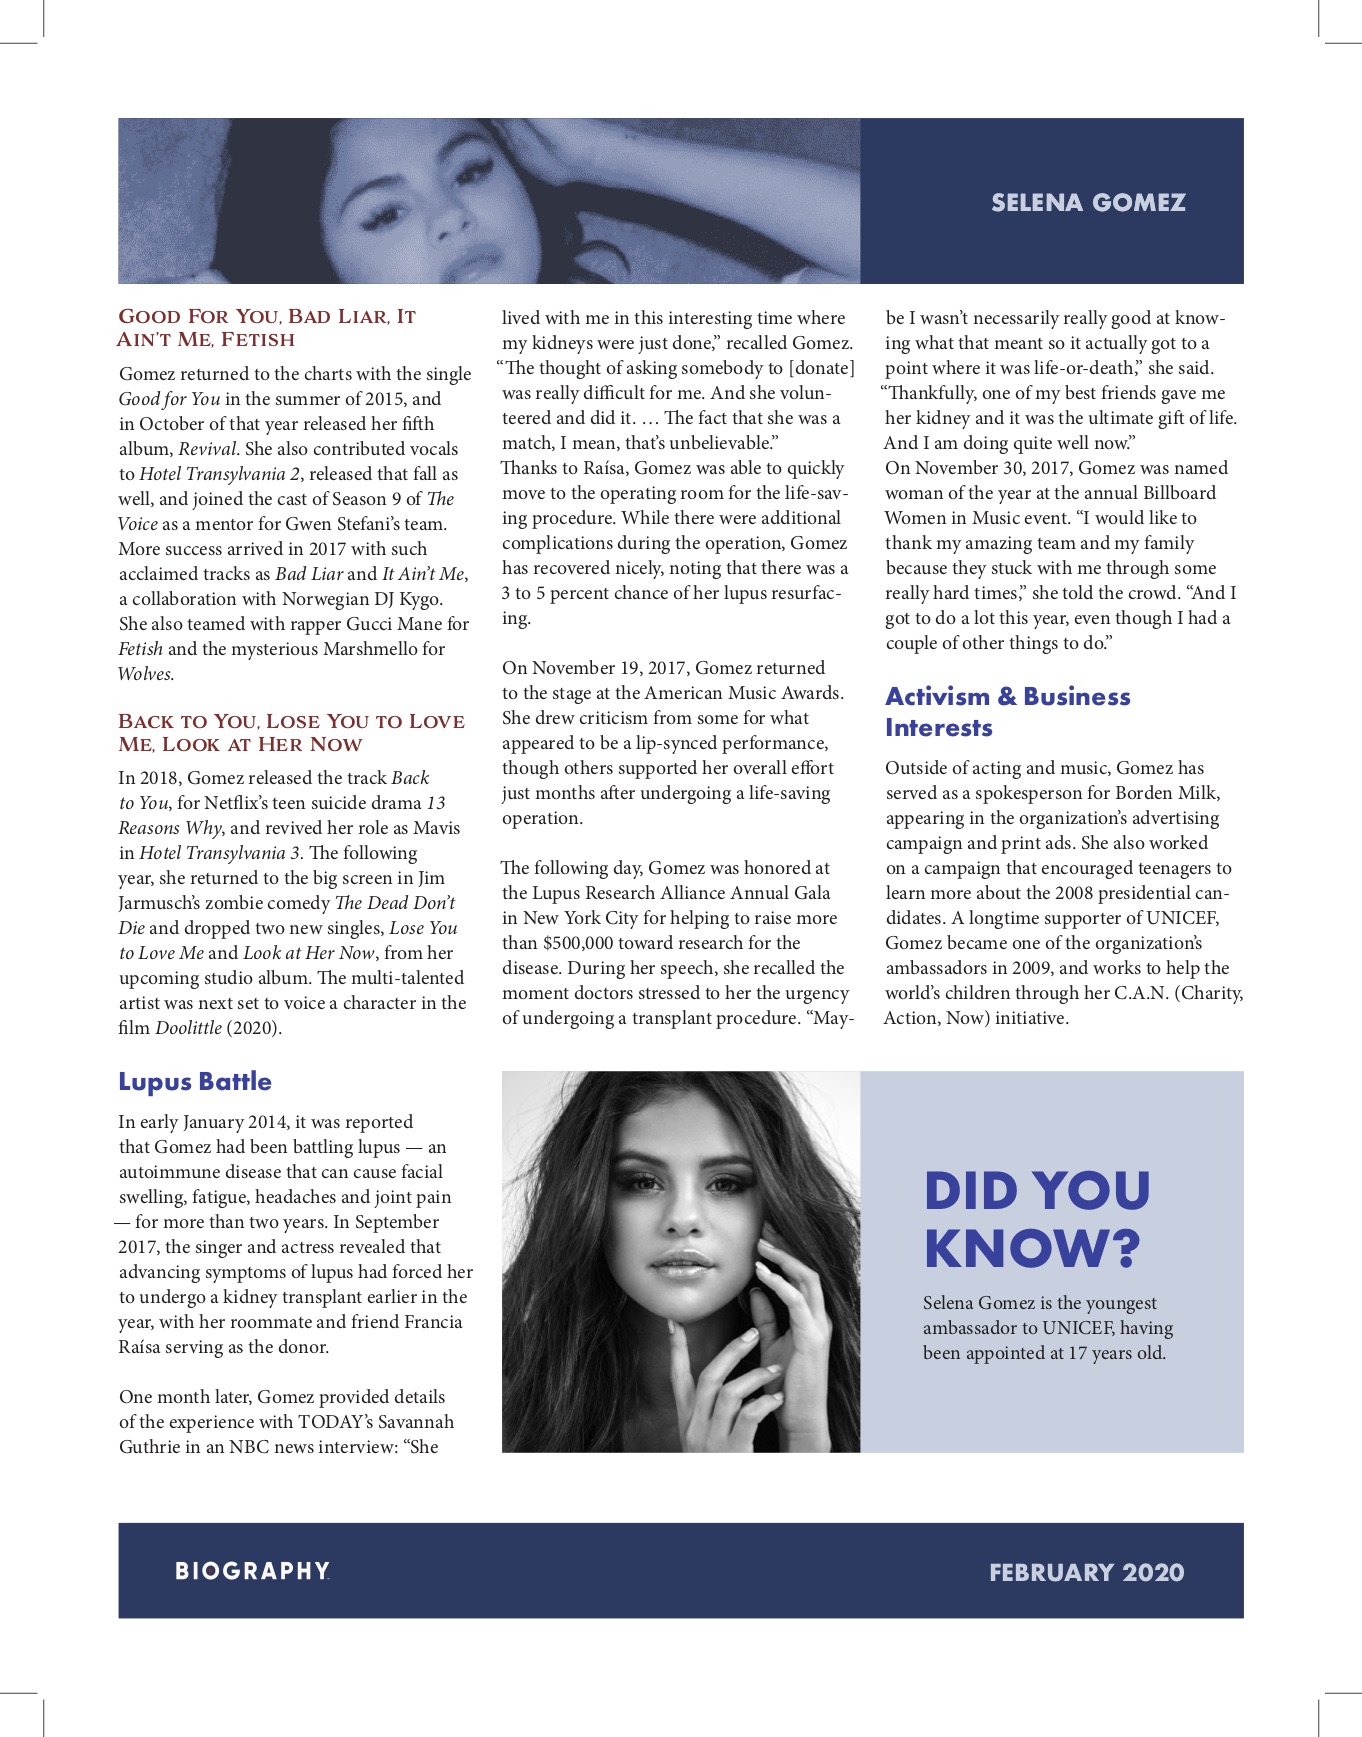 SELENA GOMEZ
GOOD FOR YOU, BAD LIAR, IT
AIN'T ME, FETISH
Gomez returned to the charts with the single
Good for You in the summer of 2015, and
in October of that year released her fifth
album, Revival. She also contributed vocals
to Hotel Transylvania 2, released that fall as
well, and joined the cast of Season 9 of The
Voice as a mentor for Gwen Stefani’s team.
More success arrived in 2017 with such
acclaimed tracks as Bad Liar and It Ain’t Me,
a collaboration with Norwegian DJ Kygo.
She also teamed with rapper Gucci Mane for
Fetish and the mysterious Marshmello for
Wolves.
BACK TO YOU, LOSE YOU TO LOVE
ME, LOOK AT HER NOW
In 2018, Gomez released the track Back
to You, for Netflix’s teen suicide drama 13
Reasons Why, and revived her role as Mavis
in Hotel Transylvania 3. The following
year, she returned to the big screen in Jim
Jarmusch’s zombie comedy The Dead Don’t
Die and dropped two new singles, Lose You
to Love Me and Look at Her Now, from her
upcoming studio album. The multi-talented
artist was next set to voice a character in the
film Doolittle (2020).
Lupus Battle
In early January 2014, it was reported
that Gomez had been battling lupus — an
autoimmune disease that can cause facial
swelling, fatigue, headaches and joint pain
— for more than two years. In September
2017, the singer and actress revealed that
advancing symptoms of lupus had forced her
to undergo a kidney transplant earlier in the
year, with her roommate and friend Francia
Raísa serving as the donor.
One month later, Gomez provided details
of the experience with TODAY’s Savannah
Guthrie in an NBC news interview: “She
lived with me in this interesting time where
my kidneys were just done,” recalled Gomez.
“The thought of asking somebody to [donate]
was really difficult for me. And she volun-
teered and did it. … The fact that she was a
match, I mean, that’s unbelievable.”
Thanks to Raísa, Gomez was able to quickly
move to the operating room for the life-sav-
ing procedure. While there were additional
complications during the operation, Gomez
has recovered nicely, noting that there was a
3 to 5 percent chance of her lupus resurfac-
ing.
On November 19, 2017, Gomez returned
to the stage at the American Music Awards.
She drew criticism from some for what
appeared to be a lip-synced performance,
though others supported her overall effort
just months after undergoing a life-saving
operation.
The following day, Gomez was honored at
the Lupus Research Alliance Annual Gala
in New York City for helping to raise more
than $500,000 toward research for the
disease. During her speech, she recalled the
moment doctors stressed to her the urgency
of undergoing a transplant procedure. “May-
be I wasn’t necessarily really good at know-
ing what that meant so it actually got to a
point where it was life-or-death,” she said.
“Thankfully, one of my best friends gave me
her kidney and it was the ultimate gift of life.
And I am doing quite well now.”
On November 30, 2017, Gomez was named
woman of the year at the annual Billboard
Women in Music event. “I would like to
thank my amazing team and my family
because they stuck with me through some
really hard times,” she told the crowd. “And I
got to do a lot this year, even though I had a
couple of other things to do.”
Activism & Business
Interests
Outside of acting and music, Gomez has
served as a spokesperson for Borden Milk,
appearing in the organization’s advertising
campaign and print ads. She also worked
on a campaign that encouraged teenagers to
learn more about the 2008 presidential can-
didates. A longtime supporter of UNICEF,
Gomez became one of the organization’s
ambassadors in 2009, and works to help the
world’s children through her C.A.N. (Charity,
Action, Now) initiative.
DID YOU
KNOW?
Selena Gomez is the youngest
ambassador to UNICEF, having
been appointed at 17 years old.
BIOGRAPHY
FEBRUARY 2020